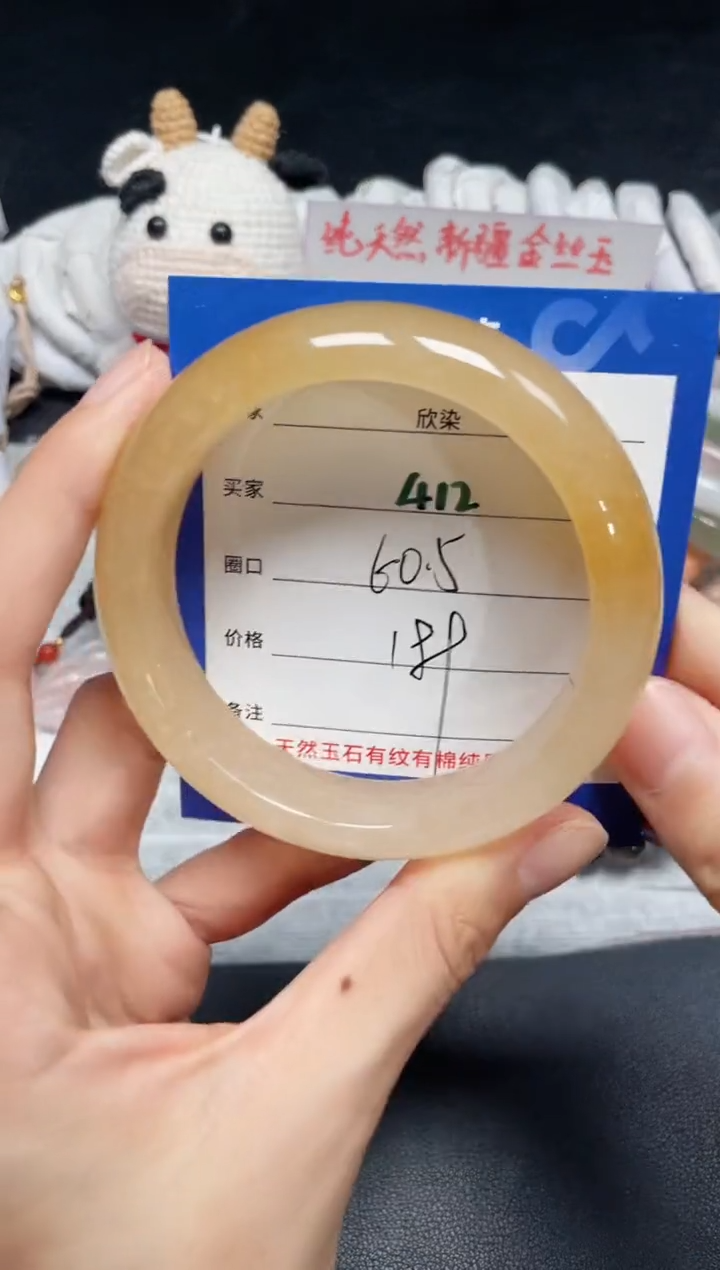 纯天然新疆金丝玉
欣染
买家 412
圈口 60.5
价格 188
备注
天然玉石有纹有棉纯